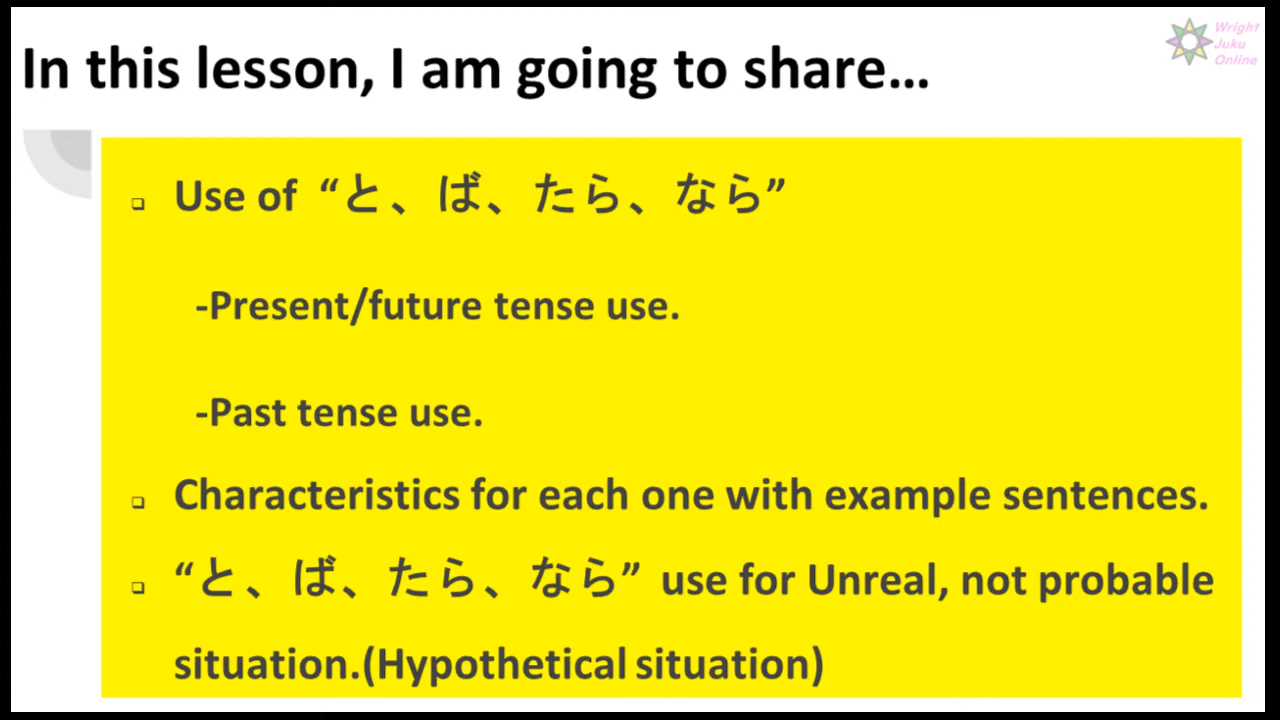 In this lesson, I am going to share...
Wright
Juku
Online
Use of “と、ば、たら、なら”
-Present/future tense use.
-Past tense use.
Characteristics for each one with example sentences.
“と、ば、たら、なら” use for Unreal, not probable
situation.(Hypothetical situation)